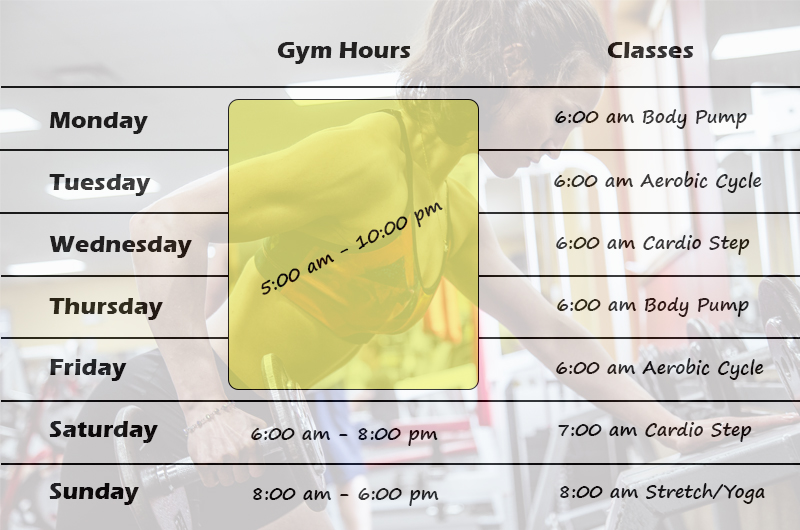 Gym Hours Classes
Monday 6:00 am Body Pump
Tuesday 6:00 am Aerobic Cycle
5:00 am - 10:00 pm
Wednesday 6:00 am Cardio Step
Thursday 6:00 am Body Pump
Friday 6:00 am Aerobic Cycle
Saturday 6:00 am - 8:00 pm 7:00 am Cardio Step
Sunday 8:00 am - 6:00 pm 8:00 am Stretch/Yoga